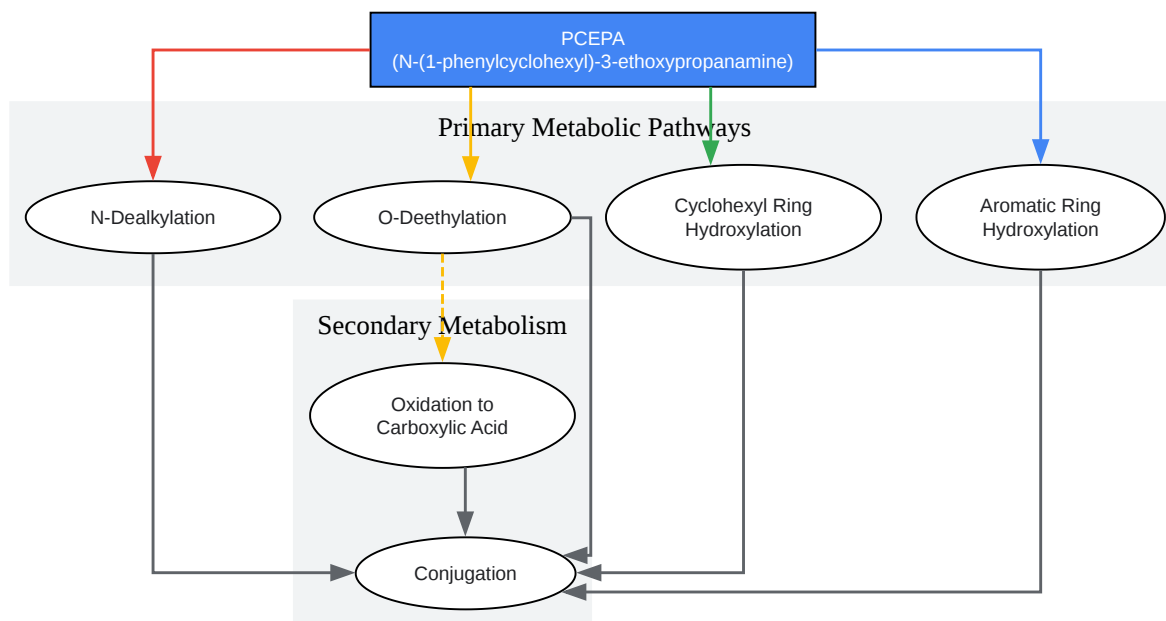 PCEPA
(N-(1-phenylcyclohexyl)-3-ethoxypropanamine)
Primary Metabolic Pathways
N-Dealkylation
O-Deethylation
Cyclohexyl Ring
Hydroxylation
Aromatic Ring
Hydroxylation
Secondary Metabolism
Oxidation to
Carboxylic Acid
Conjugation